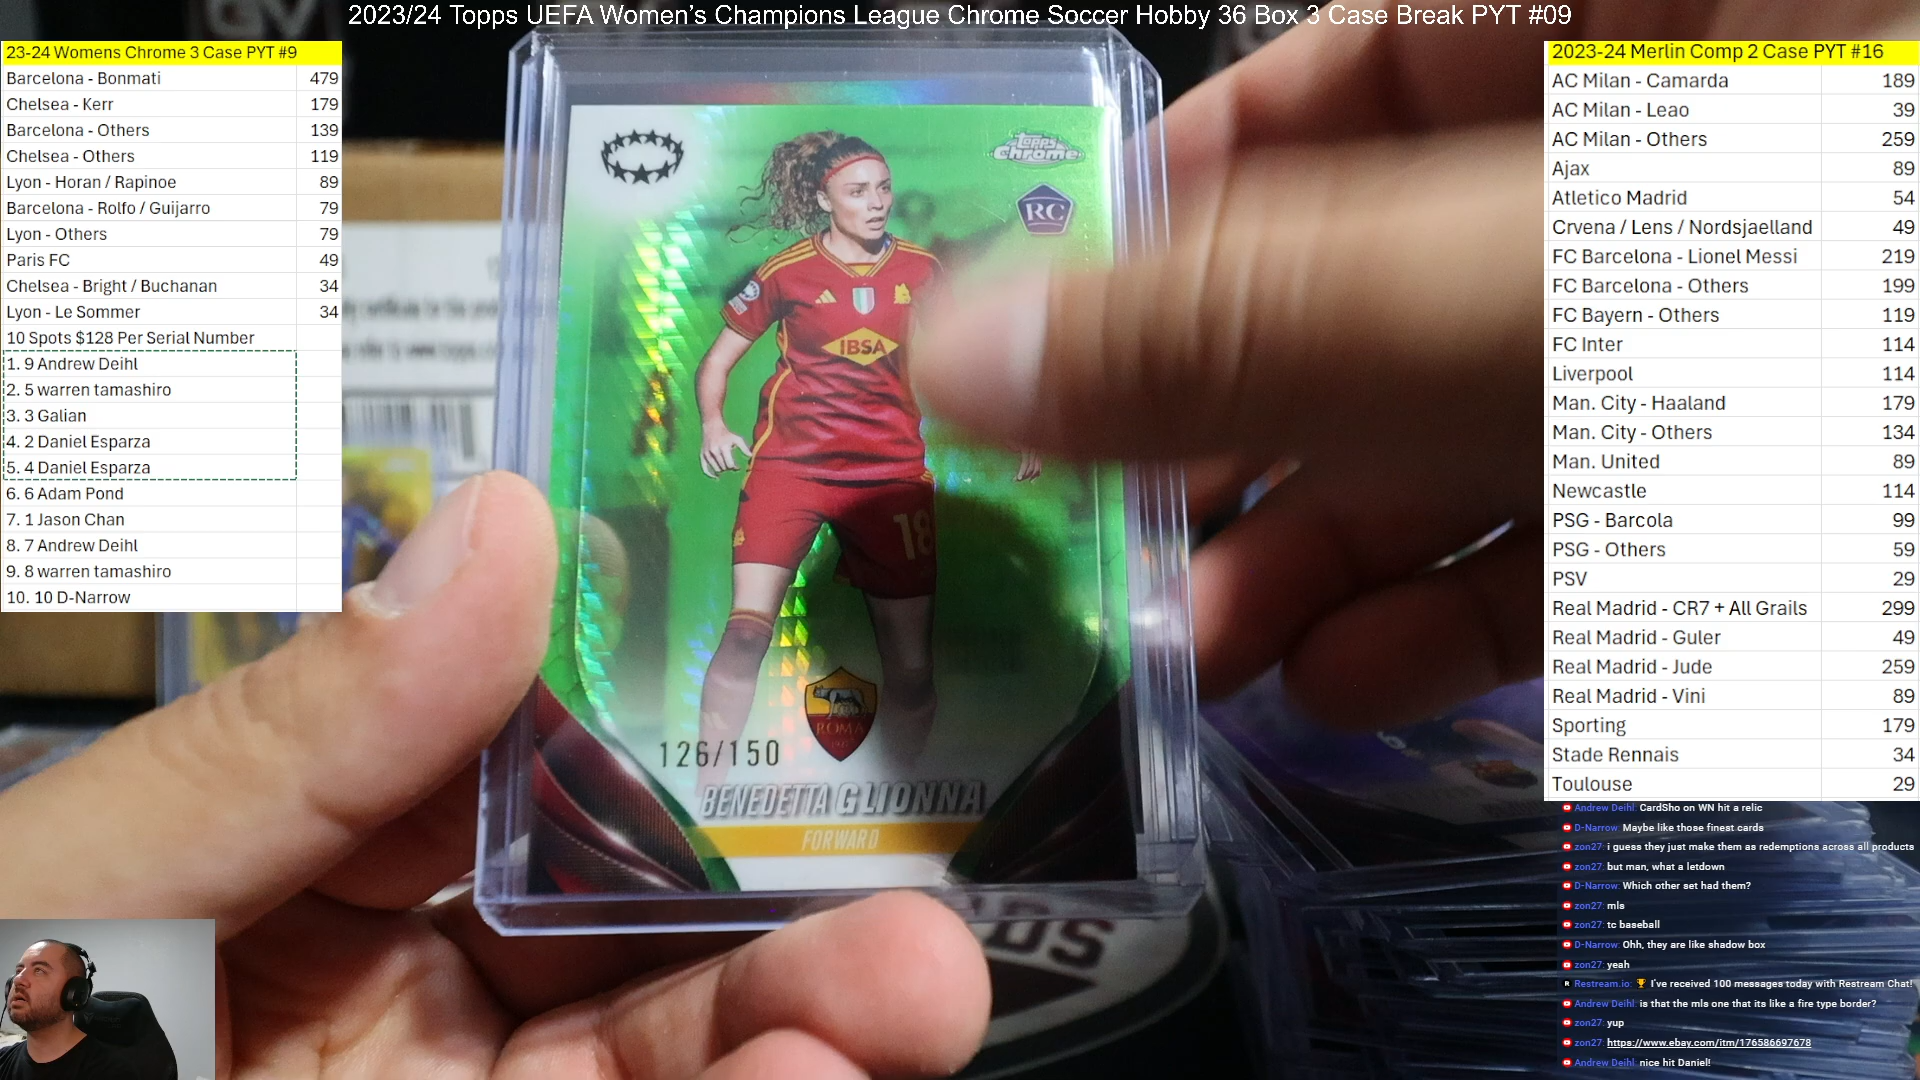 2023/24 Topps UEFA Women's Champions League Chrome Soccer Hobby 36 Box 3 Case Break PYT #09
23-24 Womens Chrome 3 Case PYT #9
Barcelona - Bonmati 479
Chelsea - Kerr 179
Barcelona - Others 139
Chelsea - Others 119
Lyon - Horan / Rapinoe 89
Barcelona - Rolfo / Guijarro 79
Lyon - Others 79
Paris FC 49
Chelsea - Bright / Buchanan 34
Lyon - Le Sommer 34
10 Spots $128 Per Serial Number
1. 9 Andrew Deihl
2. 5 warren tamashiro
3. 3 Galian
4. 2 Daniel Esparza
5. 4 Daniel Esparza
6. 6 Adam Pond
7. 1 Jason Chan
8. 7 Andrew Deihl
9. 8 warren tamashiro
10. 10 D-Narrow
Topps
Chrome
RC
IBSA
18
ROMA
126/150
BENEDETTA GLIONNA
FORWARD
2023-24 Merlin Comp 2 Case PYT #16
AC Milan - Camarda 189
AC Milan - Leao 39
AC Milan - Others 259
Ajax 89
Atletico Madrid 54
Crvena / Lens / Nordsjaelland 49
FC Barcelona - Lionel Messi 219
FC Barcelona - Others 199
FC Bayern - Others 119
FC Inter 114
Liverpool 114
Man. City - Haaland 179
Man. City - Others 134
Man. United 89
Newcastle 114
PSG - Barcola 99
PSG - Others 59
PSV 29
Real Madrid - CR7 + All Grails 299
Real Madrid - Guler 49
Real Madrid - Jude 259
Real Madrid - Vini 89
Sporting 179
Stade Rennais 34
Toulouse 29
Andrew Deihl: CardSho on WN hit a relic
D-Narrow: Maybe like those finest cards
zon27: i guess they just make them as redemptions across all products
zon27: but man, what a letdown
D-Narrow: Which other set had them?
zon27: mls
zon27: tc baseball
D-Narrow: Ohh, they are like shadow box
zon27: yeah
Restream.io: 🏆 I've received 100 messages today with Restream Chat!
Andrew Deihl: is that the mls one that its like a fire type border?
zon27: yup
zon27: https://www.ebay.com/itm/176586697678
Andrew Deihl: nice hit Daniel!